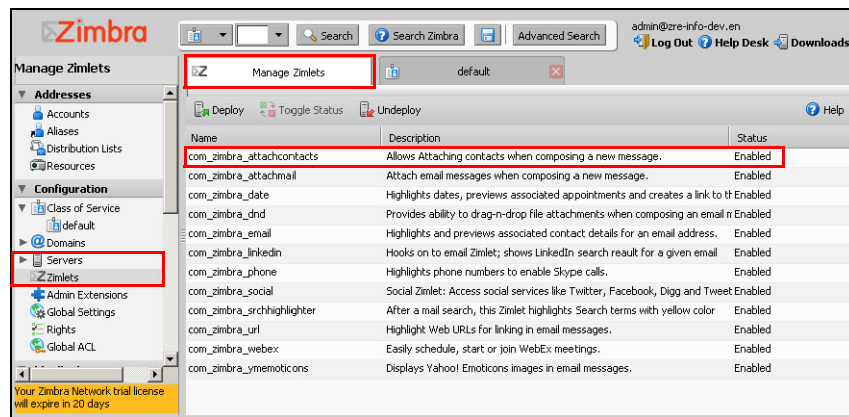 Zimbra
Search
Search Zimbra
Advanced Search
admin@zre-info-dev.en
Log Out Help Desk Downloads
Manage Zimlets
Manage Zimlets
default
Addresses
Accounts
Aliases
Distribution Lists
Resources
Configuration
Class of Service
default
Domains
Servers
Zimlets
Admin Extensions
Global Settings
Rights
Global ACL
Your Zimbra Network trial license
will expire in 20 days
Deploy Toggle Status Undeploy Help
Name Description Status
com_zimbra_attachcontacts Allows Attaching contacts when composing a new message. Enabled
com_zimbra_attachmail Attach email messages when composing a new message. Enabled
com_zimbra_date Highlights dates, previews associated appointments and creates a link to th Enabled
com_zimbra_dnd Provides ability to drag-n-drop file attachments when composing an email m Enabled
com_zimbra_email Highlights and previews associated contact details for an email address. Enabled
com_zimbra_linkedin Hooks on to email Zimlet; shows LinkedIn search reault for a given email Enabled
com_zimbra_phone Highlights phone numbers to enable Skype calls. Enabled
com_zimbra_social Social Zimlet: Access social services like Twitter, Facebook, Digg and Tweet Enabled
com_zimbra_srchhighlighter After a mail search, this Zimlet highlights Search terms with yellow color Enabled
com_zimbra_url Highlight Web URLs for linking in email messages. Enabled
com_zimbra_webex Easily schedule, start or join WebEx meetings. Enabled
com_zimbra_ymemoticons Displays Yahoo! Emoticons images in email messages. Enabled